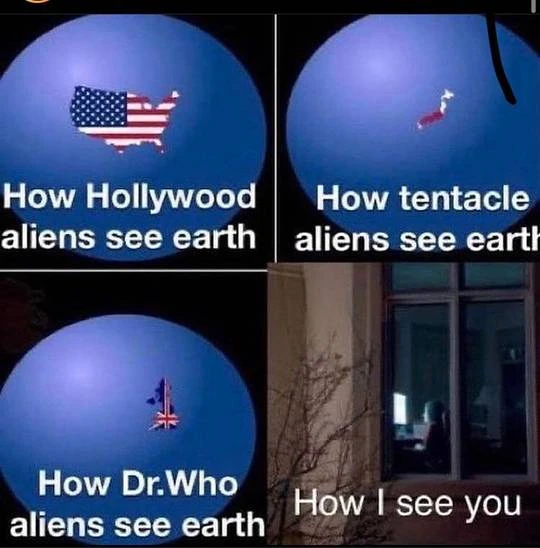 How Hollywood
aliens see earth
How tentacle
aliens see earth
How Dr.Who
aliens see earth
How I see you